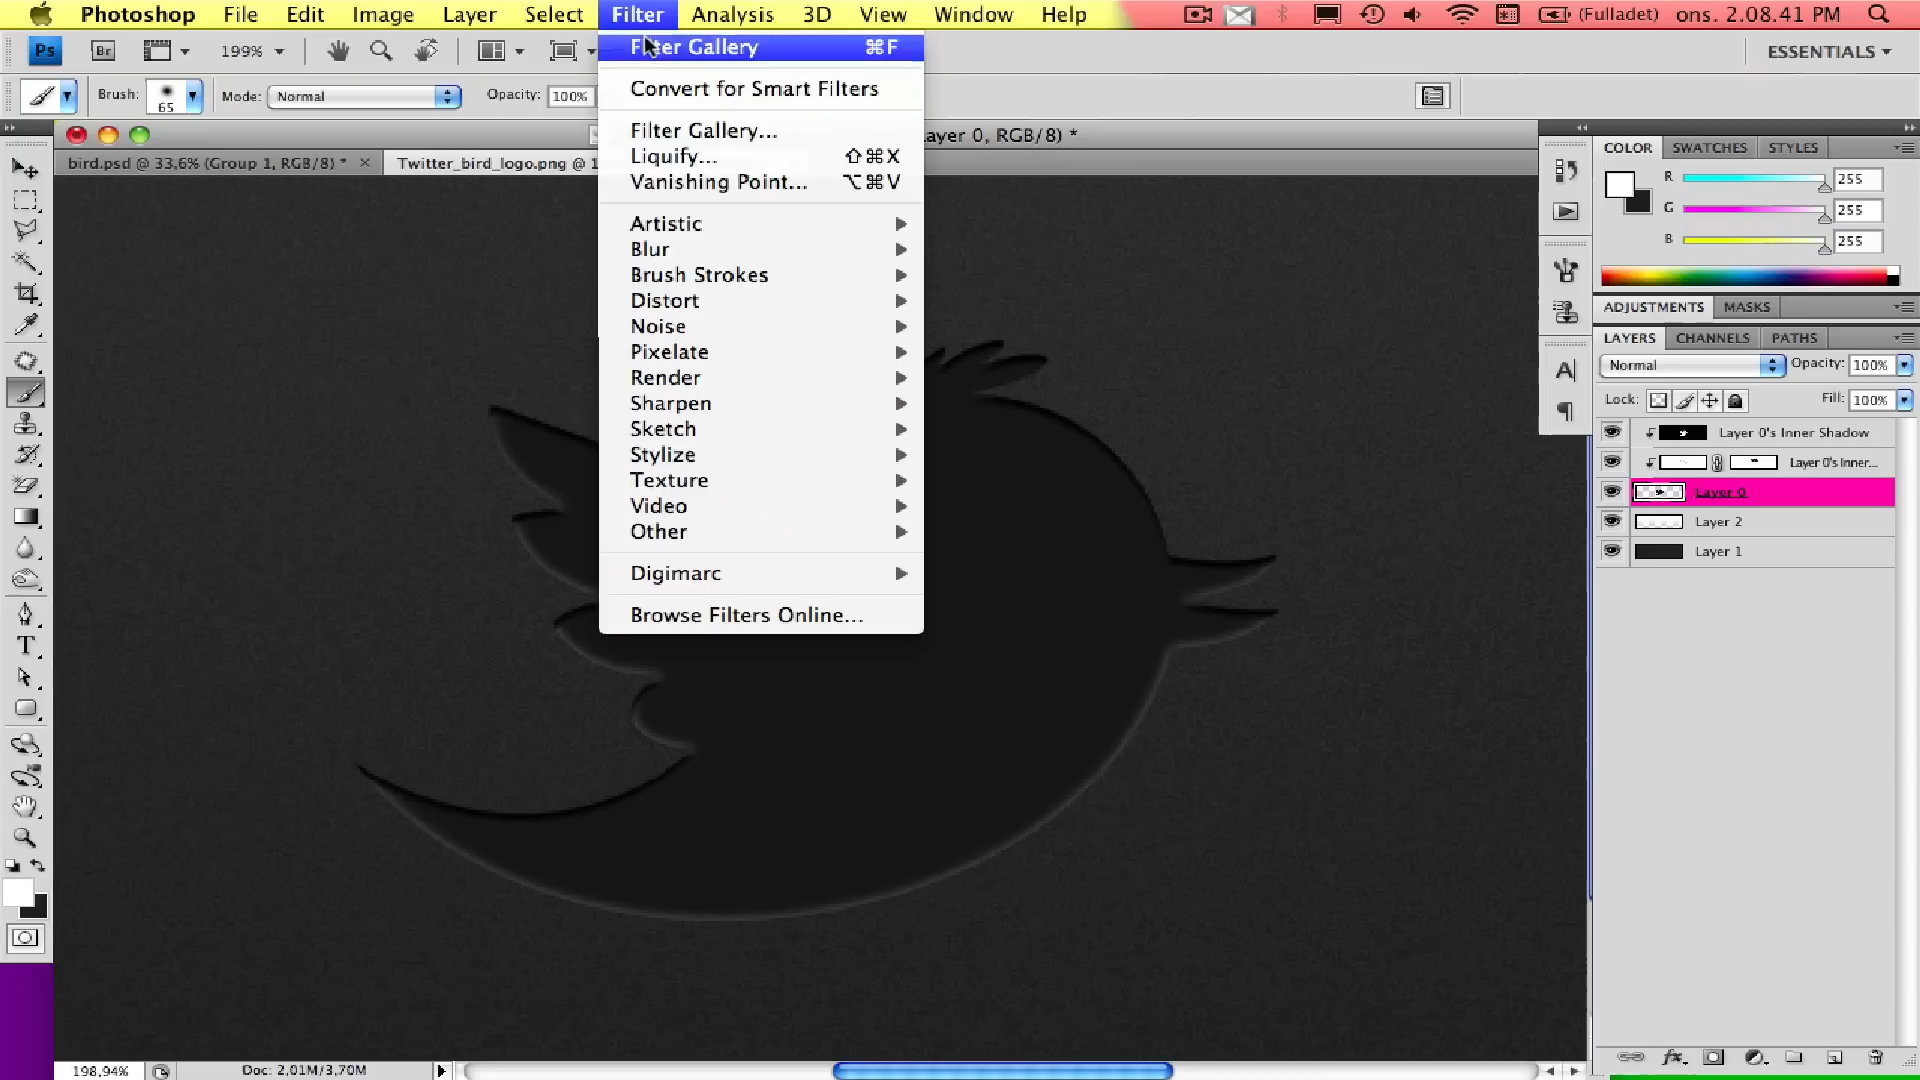 Photoshop File Edit Image Layer Select Filter Analysis 3D View Window Help (Fulladet) ons. 2.08.41 PM
Ps Br 199% ESSENTIALS
Brush: 65 Mode: Normal Opacity: 100%
Filter Gallery ⌘F
Convert for Smart Filters
Filter Gallery...
Liquify... ⇧⌘X
Vanishing Point... ⌥⌘V
Artistic
Blur
Brush Strokes
Distort
Noise
Pixelate
Render
Sharpen
Sketch
Stylize
Texture
Video
Other
Digimarc
Browse Filters Online...
ayer 0, RGB/8) *
bird.psd @ 33,6% (Group 1, RGB/8) * × Twitter_bird_logo.png @ 1
COLOR SWATCHES STYLES
R 255
G 255
B 255
ADJUSTMENTS MASKS
LAYERS CHANNELS PATHS
Normal Opacity: 100%
Lock: Fill: 100%
Layer 0's Inner Shadow
Layer 0's Inner...
Layer 0
Layer 2
Layer 1
198,94% Doc: 2,01M/3,70M